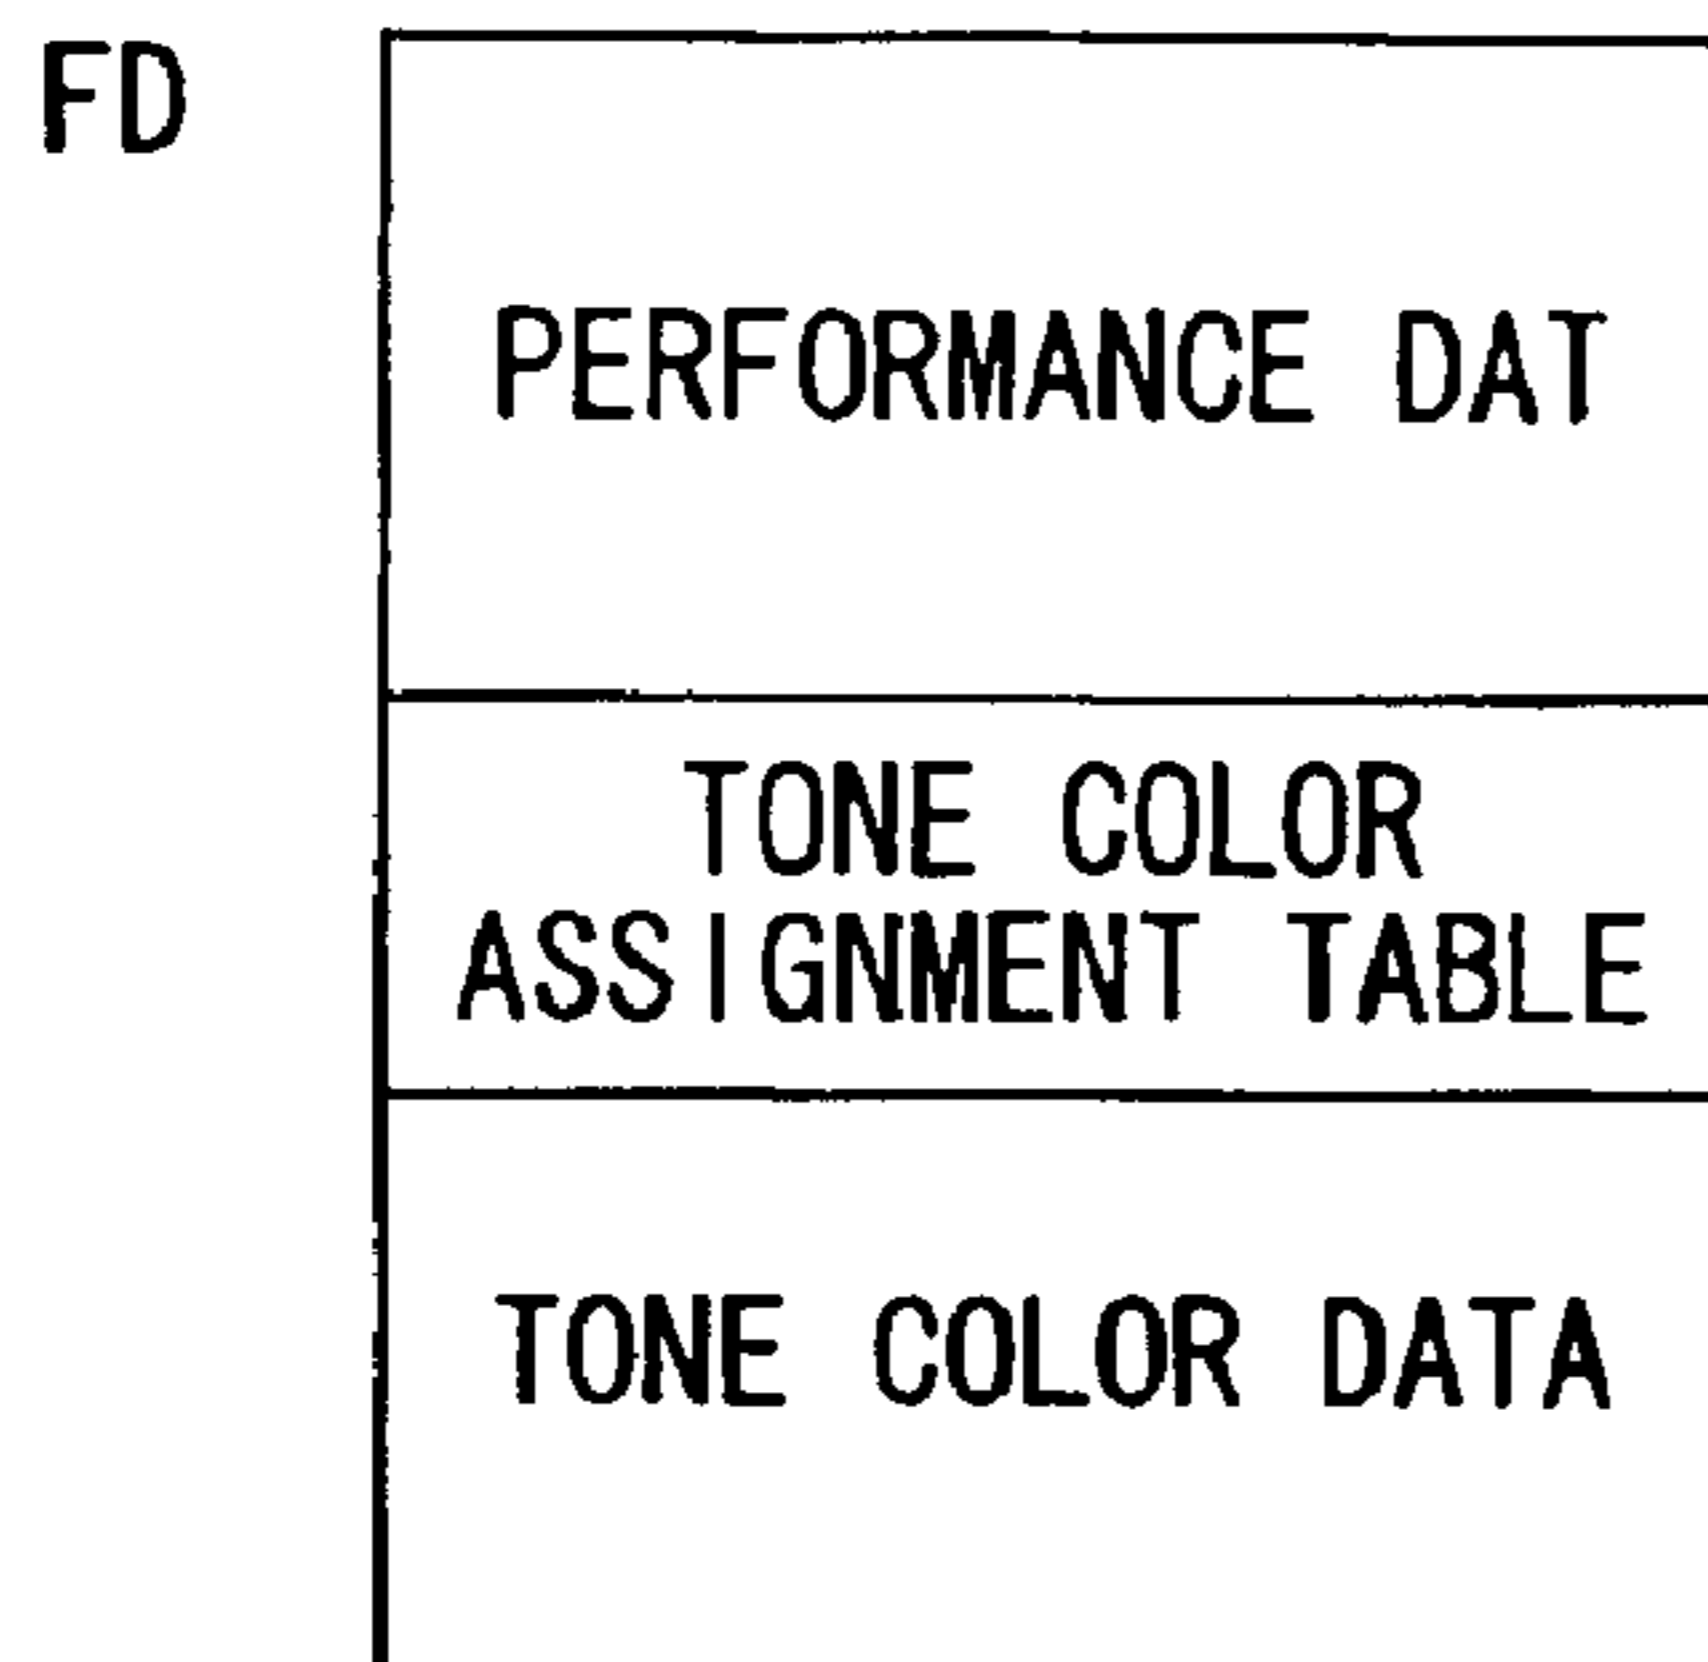 FD
PERFORMANCE DAT
TONE COLOR
ASSIGNMENT TABLE
TONE COLOR DATA